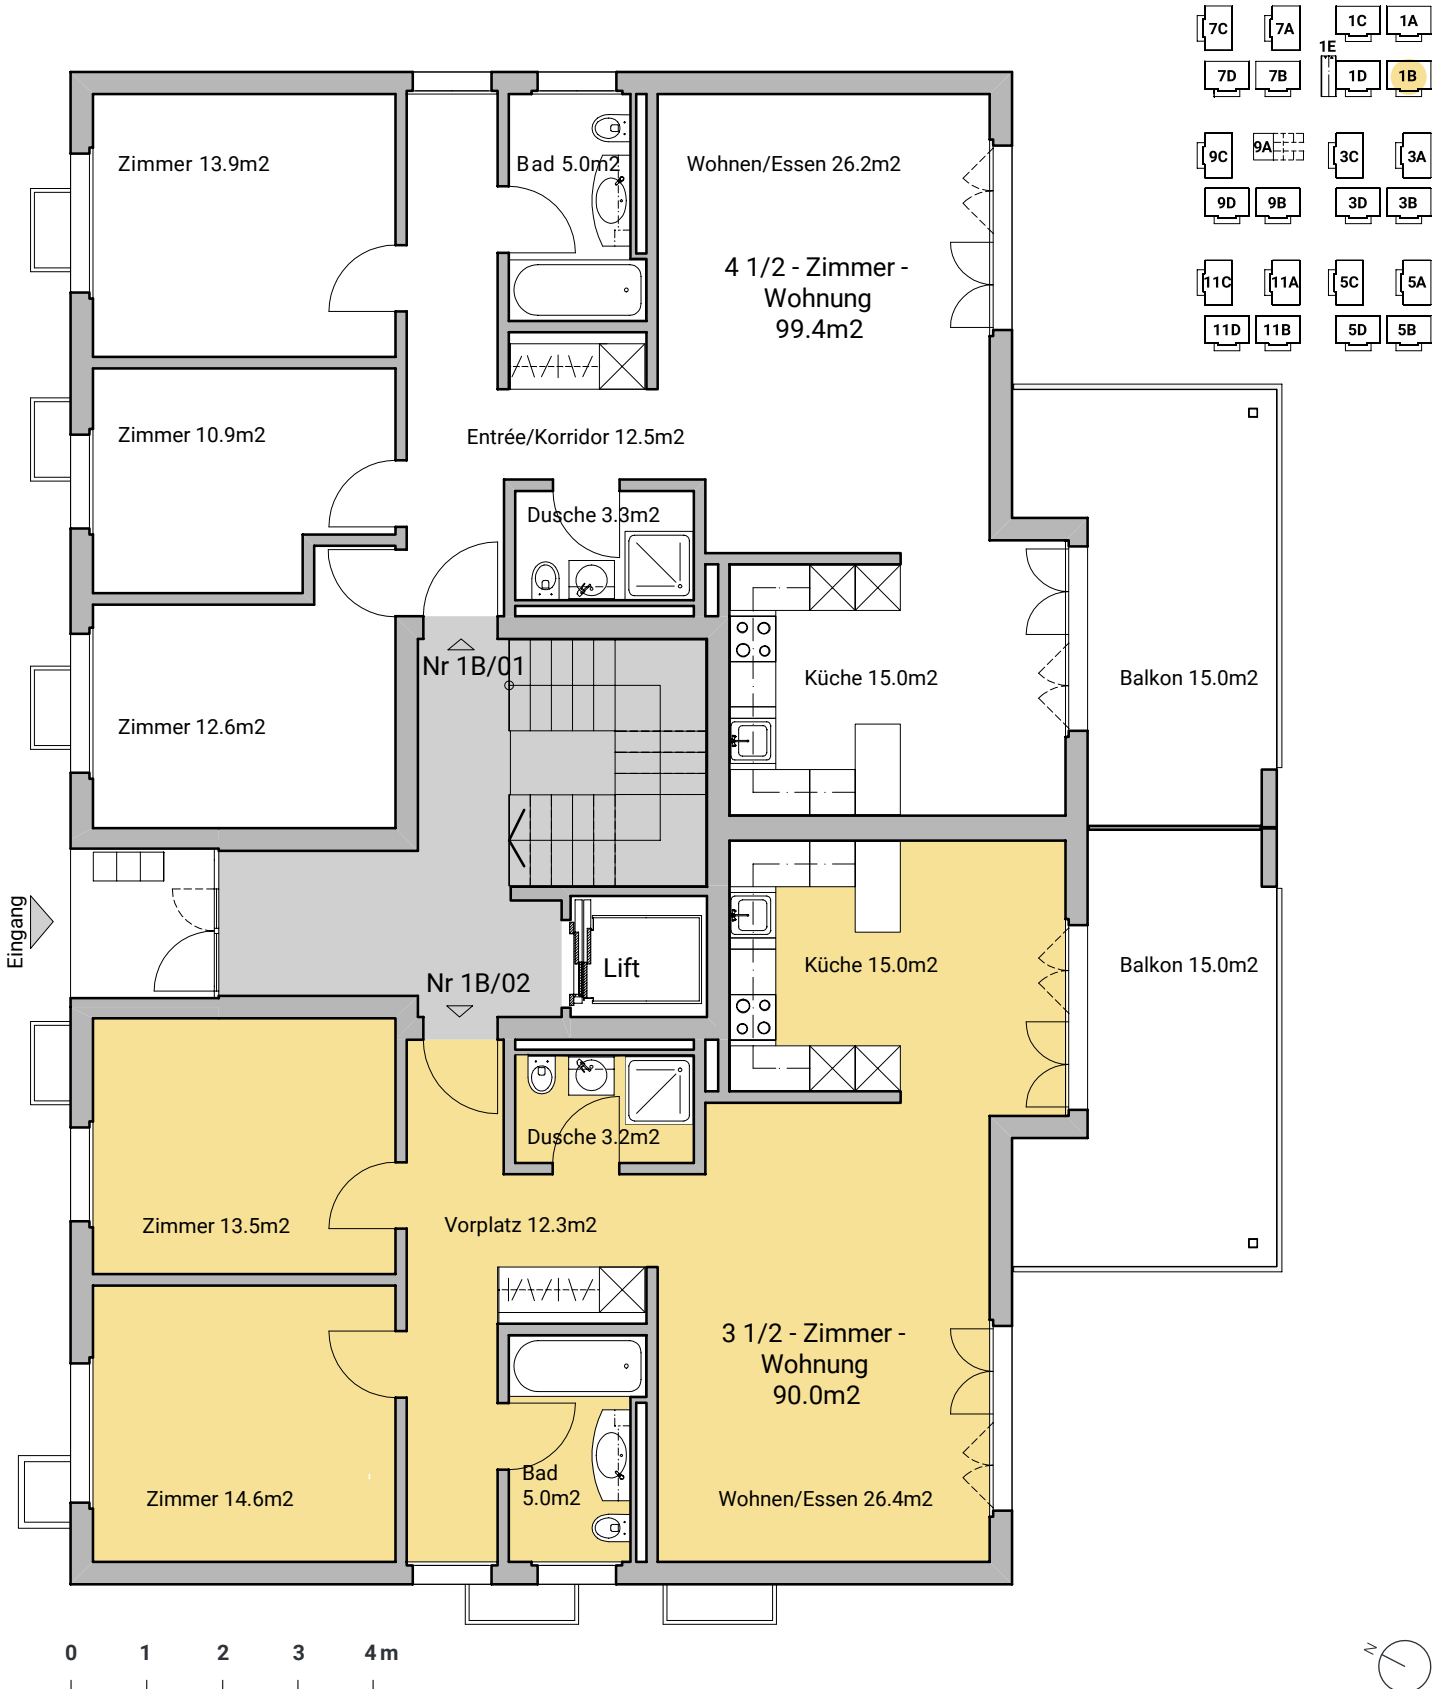 7C
7A
1C
1A
1E
7D
7B
1D
1B
9C
9A
3C
3A
9D
9B
3D
3B
11C
11A
5C
5A
11D
11B
5D
5B
Zimmer 13.9m2
Bad 5.0m2
Wohnen/Essen 26.2m2
4 1/2 - Zimmer -
Wohnung
99.4m2
Zimmer 10.9m2
Entrée/Korridor 12.5m2
Dusche 3.3m2
Nr 1B/01
Küche 15.0m2
Balkon 15.0m2
Zimmer 12.6m2
Eingang
Lift
Nr 1B/02
Küche 15.0m2
Balkon 15.0m2
Dusche 3.2m2
Zimmer 13.5m2
Vorplatz 12.3m2
3 1/2 - Zimmer -
Wohnung
90.0m2
Bad
5.0m2
Zimmer 14.6m2
Wohnen/Essen 26.4m2
0 1 2 3 4 m
N